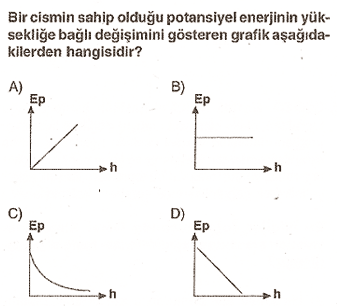 Bir cismin sahip olduğu potansiyel enerjinin yük-
sekliğe bağlı değişimini gösteren grafik aşağıda-
kilerden hangisidir?
A)
Ep
h
B)
Ep
h
C)
Ep
h
D)
Ep
h